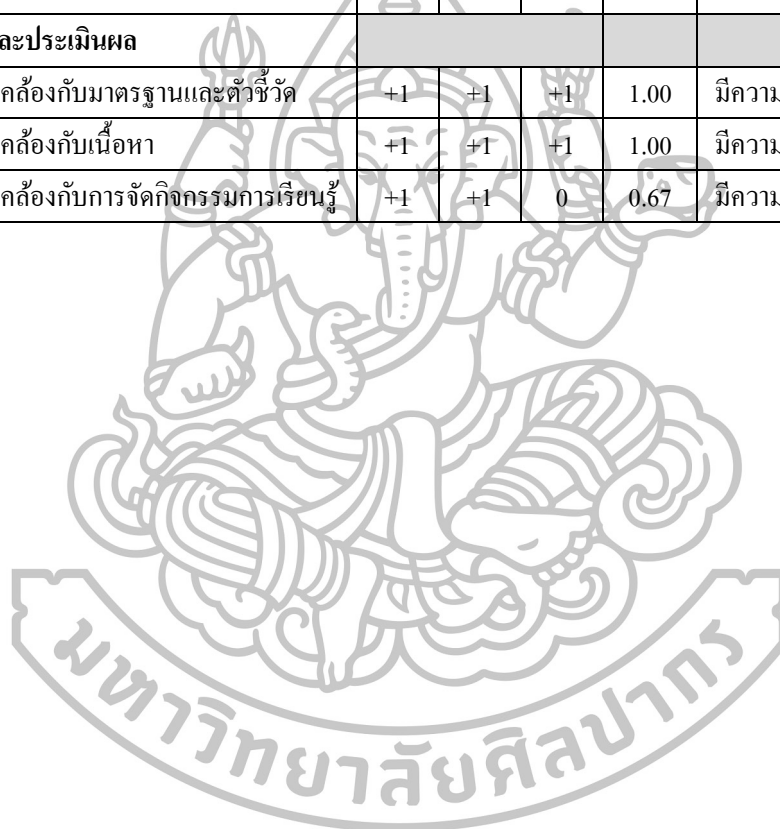 ละประเมินผล
คล้องกับมาตรฐานและตัวชี้วัด +1 +1 +1 1.00 มีความ
คล้องกับเนื้อหา +1 +1 +1 1.00 มีความ
คล้องกับการจัดกิจกรรมการเรียนรู้ +1 +1 0 0.67 มีความ
มหาวิทยาลัยศิลปากร